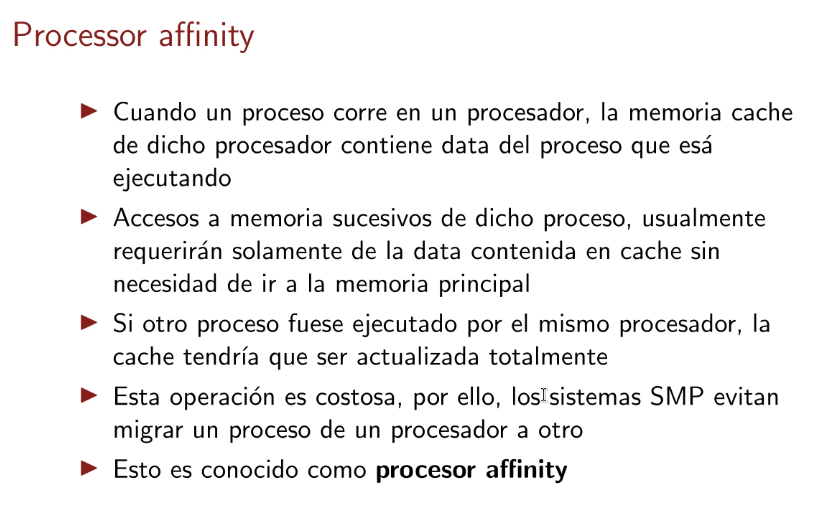 Processor affinity
Cuando un proceso corre en un procesador, la memoria cache
de dicho procesador contiene data del proceso que esá
ejecutando
Accesos a memoria sucesivos de dicho proceso, usualmente
requerirán solamente de la data contenida en cache sin
necesidad de ir a la memoria principal
Si otro proceso fuese ejecutado por el mismo procesador, la
cache tendría que ser actualizada totalmente
Esta operación es costosa, por ello, los sistemas SMP evitan
migrar un proceso de un procesador a otro
Esto es conocido como procesor affinity